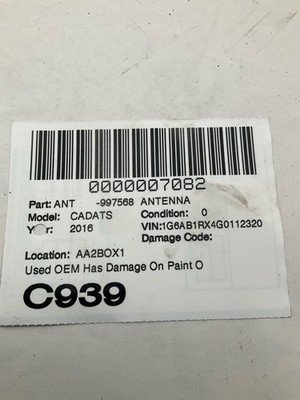 0000007082
Part: ANT -997568 ANTENNA
Model: CADATS Condition: 0
Year: 2016 VIN:1G6AB1RX4G0112320
Damage Code:
Location: AA2BOX1
Used OEM Has Damage On Paint O
C939